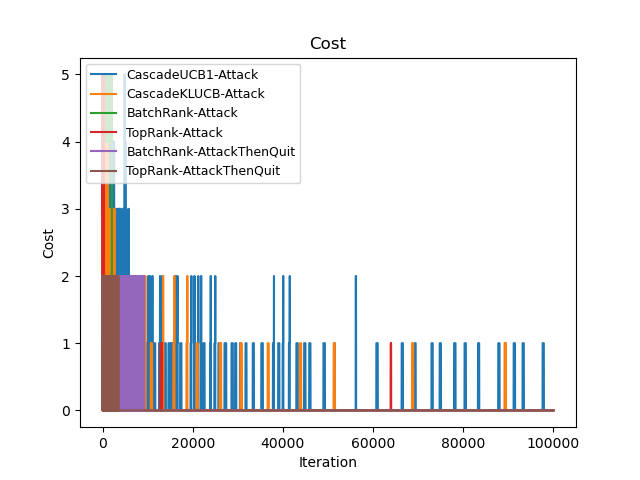 Cost
CascadeUCB1-Attack
CascadeKLUCB-Attack
BatchRank-Attack
TopRank-Attack
BatchRank-AttackThenQuit
TopRank-AttackThenQuit
5
4
3
2
1
0
Cost
0 20000 40000 60000 80000 100000
Iteration